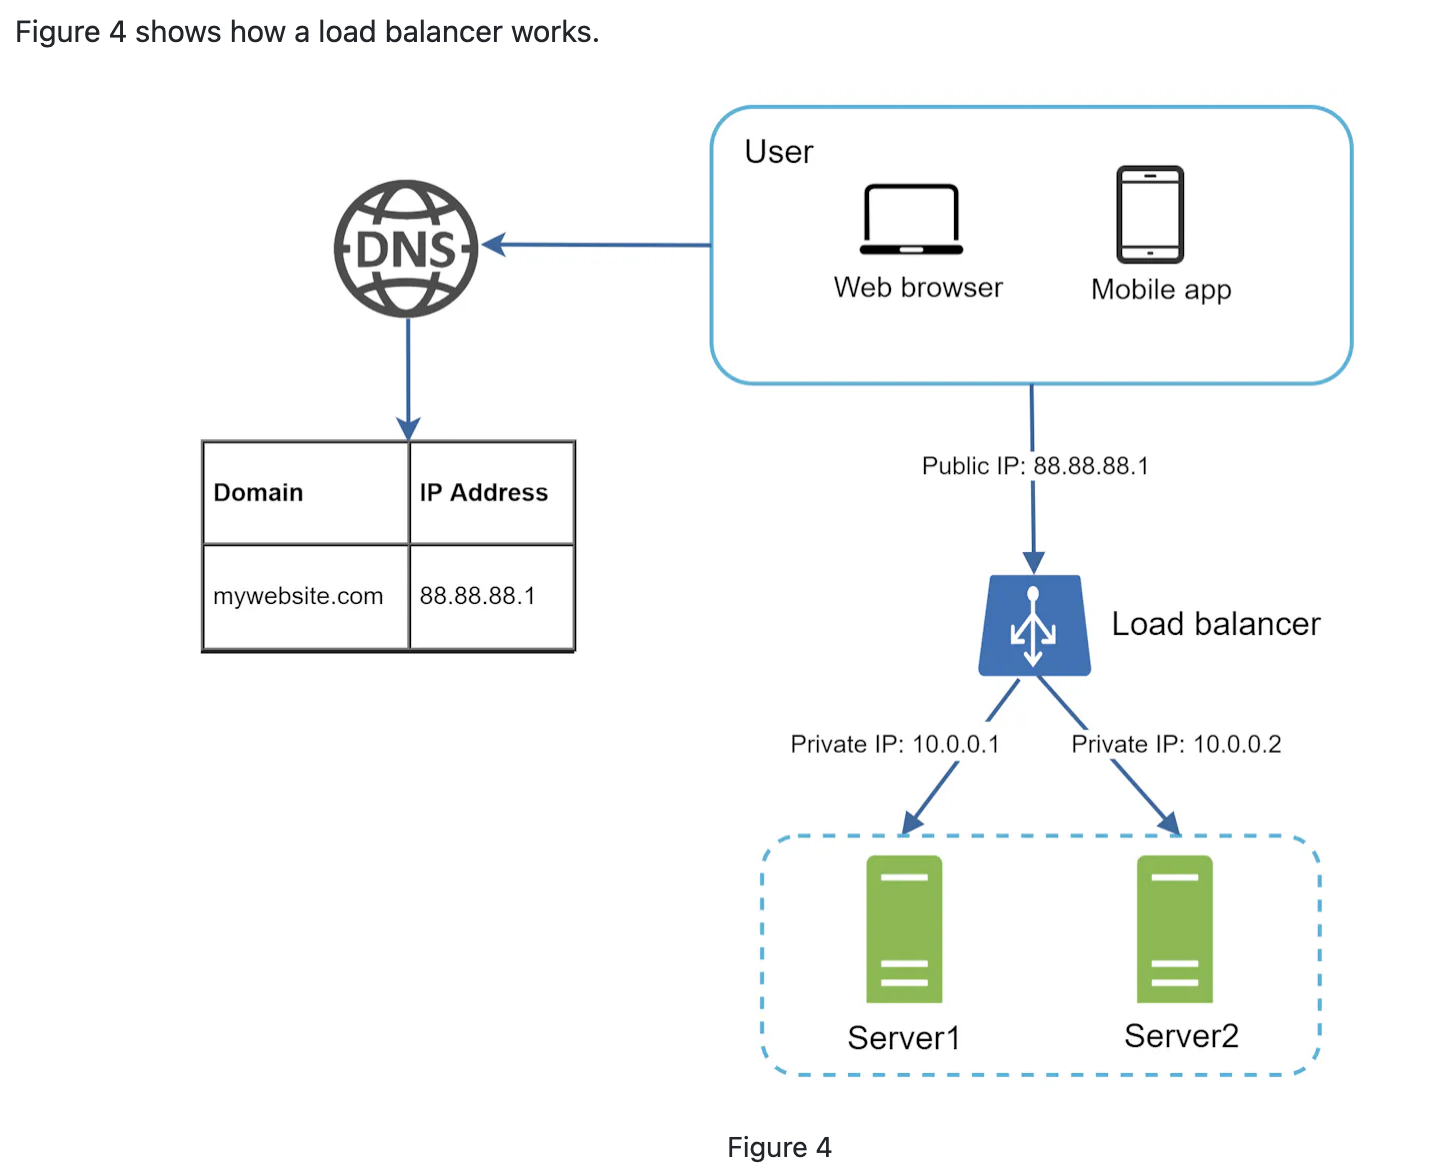 Figure 4 shows how a load balancer works.
User
DNS
Web browser
Mobile app
Public IP: 88.88.88.1
Domain
IP Address
mywebsite.com
88.88.88.1
Load balancer
Private IP: 10.0.0.1
Private IP: 10.0.0.2
Server1
Server2
Figure 4